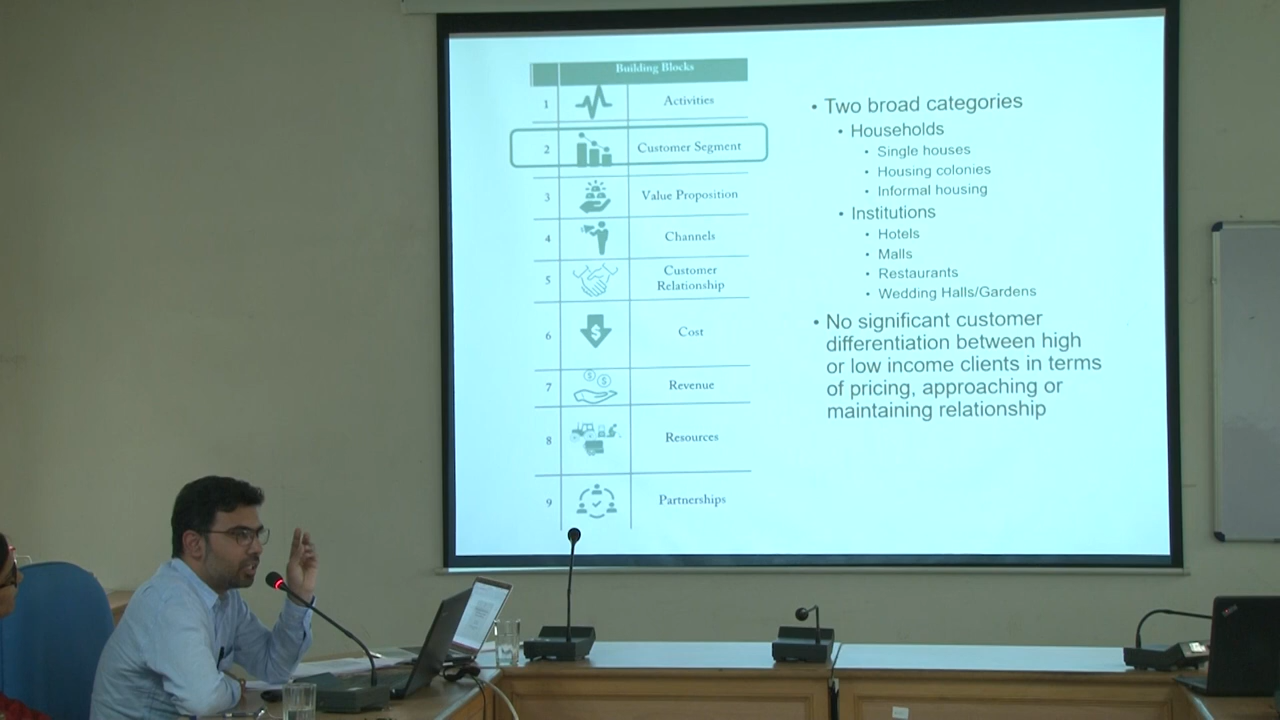 Building Blocks
1 Activities
2 Customer Segment
3 Value Proposition
4 Channels
5 Customer
Relationship
6 Cost
7 Revenue
8 Resources
9 Partnerships
• Two broad categories
• Households
• Single houses
• Housing colonies
• Informal housing
• Institutions
• Hotels
• Malls
• Restaurants
• Wedding Halls/Gardens
• No significant customer
differentiation between high
or low income clients in terms
of pricing, approaching or
maintaining relationship